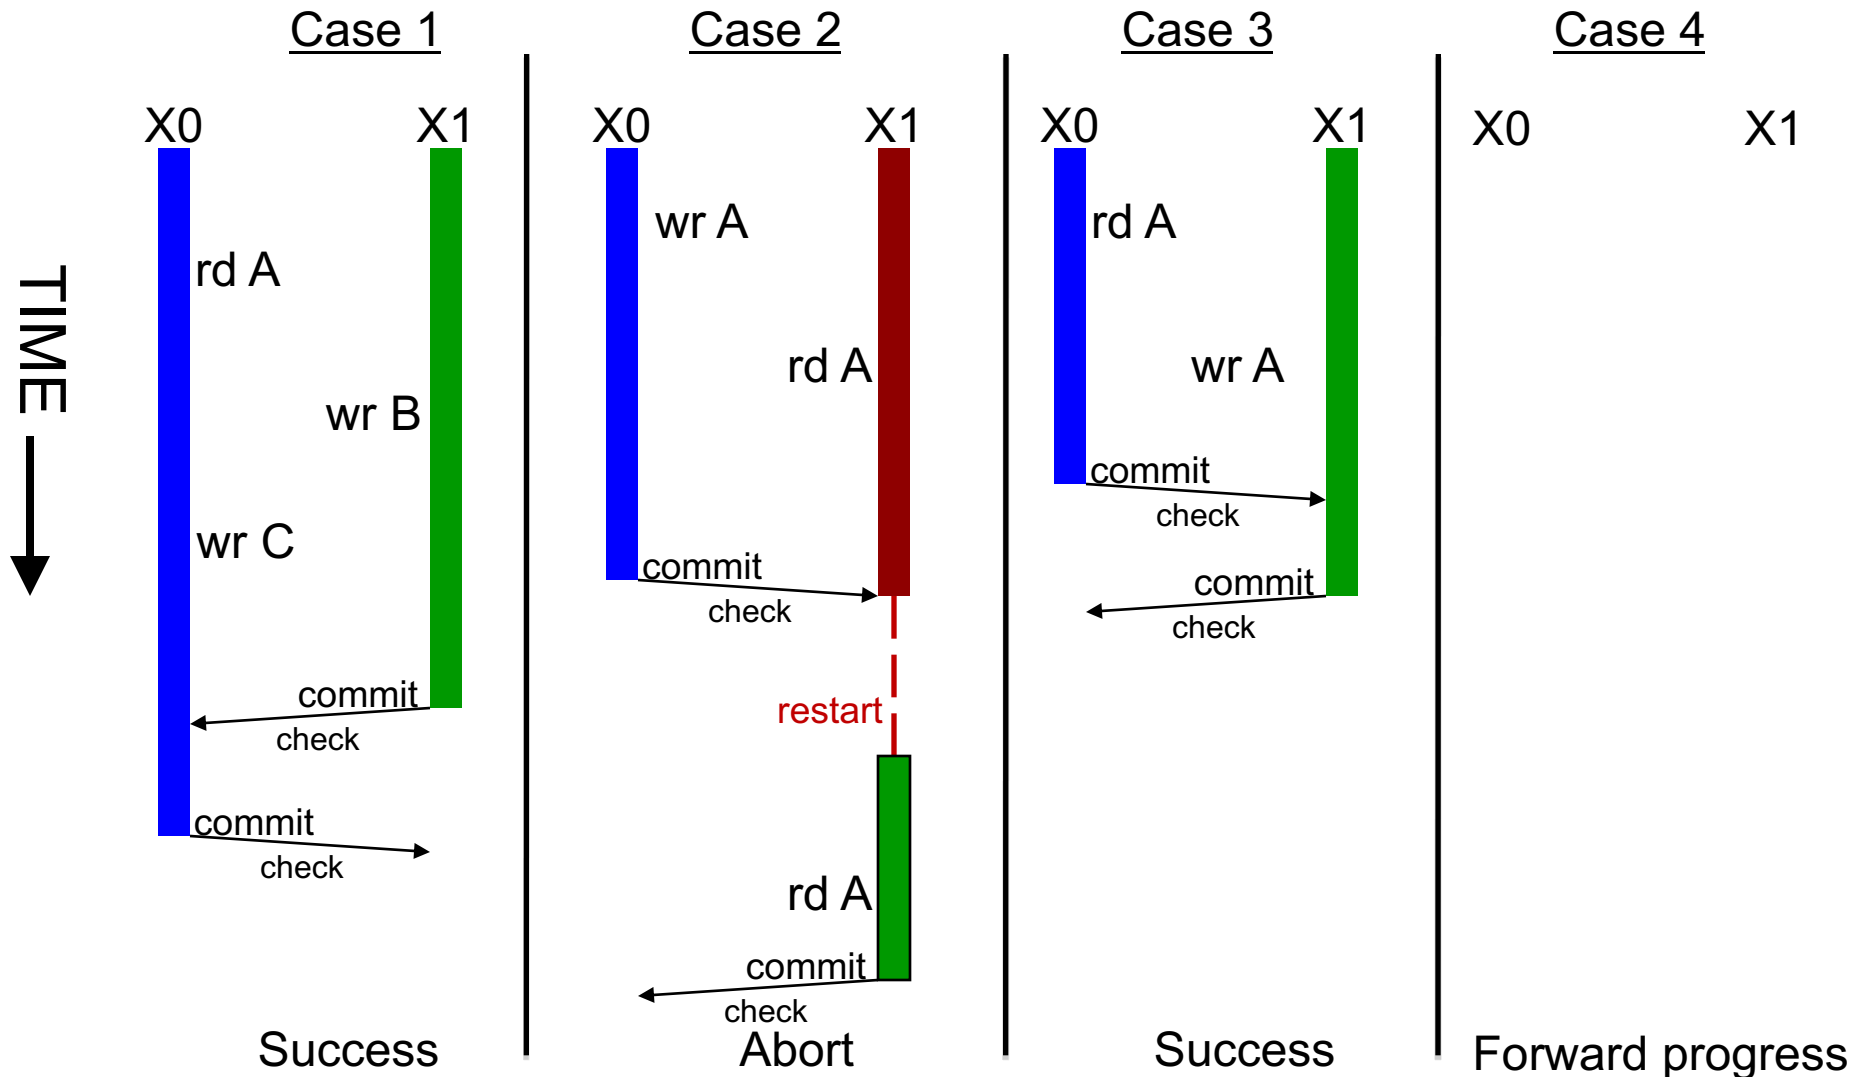 Case 1
Case 2
Case 3
Case 4
TIME
X0
X1
rd A
wr B
wr C
commit
check
commit
check
Success
X0
X1
wr A
rd A
commit
check
restart
rd A
commit
check
Abort
X0
X1
rd A
wr A
commit
check
commit
check
Success
X0
X1
Forward progress